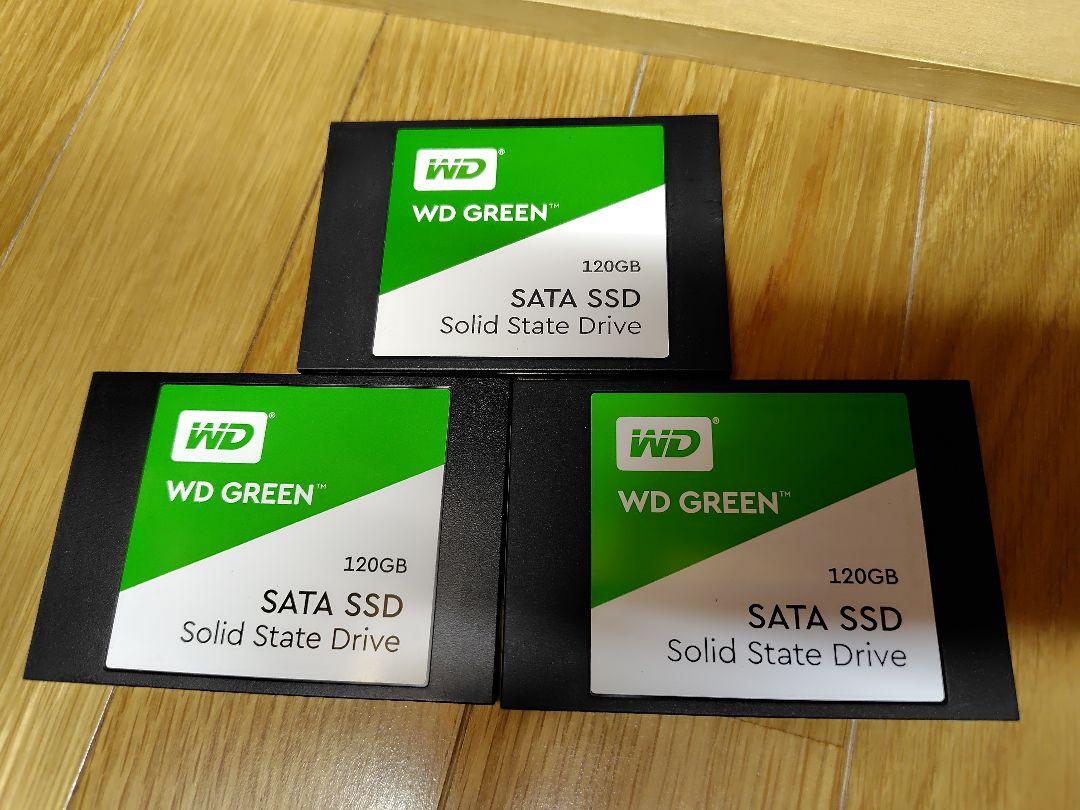 WD®
WD GREEN™
120GB
SATA SSD
Solid State Drive
WD®
WD GREEN™
120GB
SATA SSD
Solid State Drive
WD®
WD GREEN™
120GB
SATA SSD
Solid State Drive